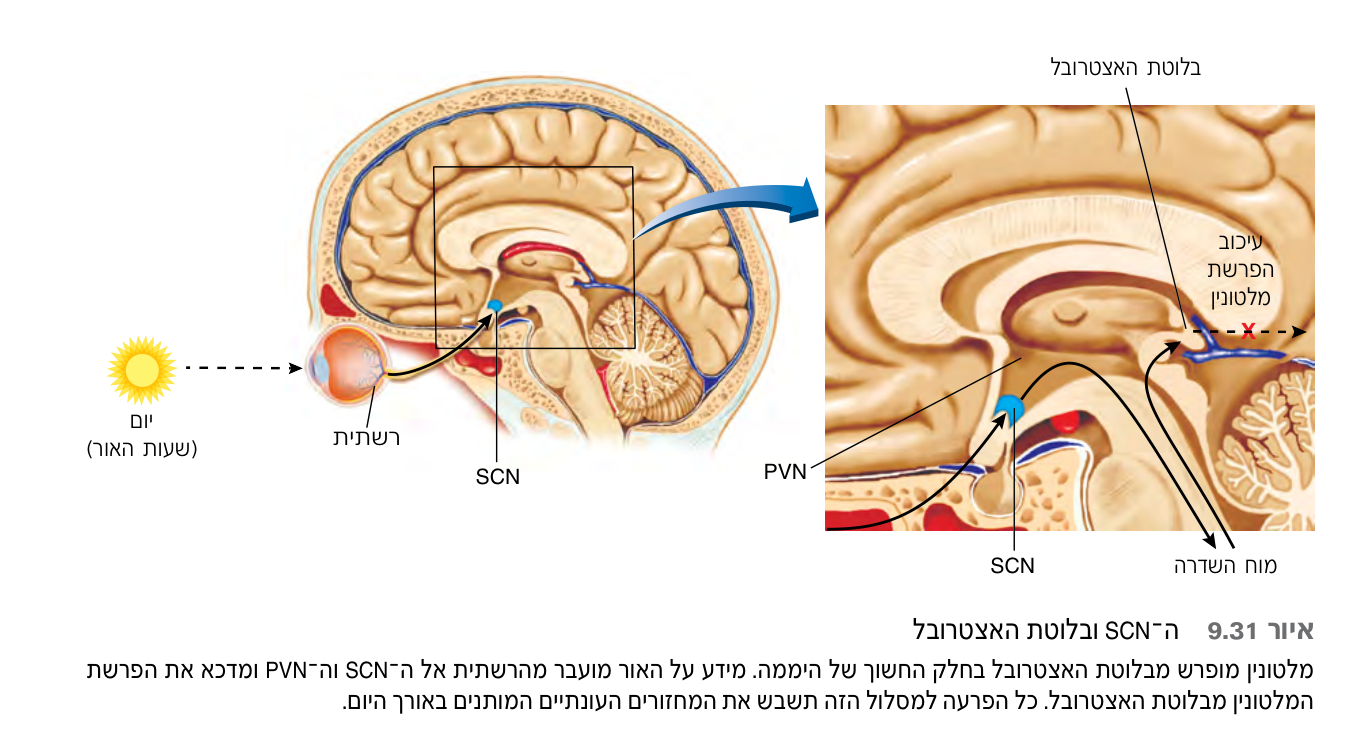 בלוטת האצטרובל
עיכוב
הפרשת
מלטונין
X
יום
(שעות האור)
רשתית
SCN
PVN
SCN
מוח השדרה
איור 9.31 ה־SCN ובלוטת האצטרובל
מלטונין מופרש מבלוטת האצטרובל בחלק החשוך של היממה. מידע על האור מועבר מהרשתית אל ה־SCN וה־PVN ומדכא את הפרשת
המלטונין מבלוטת האצטרובל. כל הפרעה למסלול הזה תשבש את המחזורים העונתיים המותנים באורך היום.